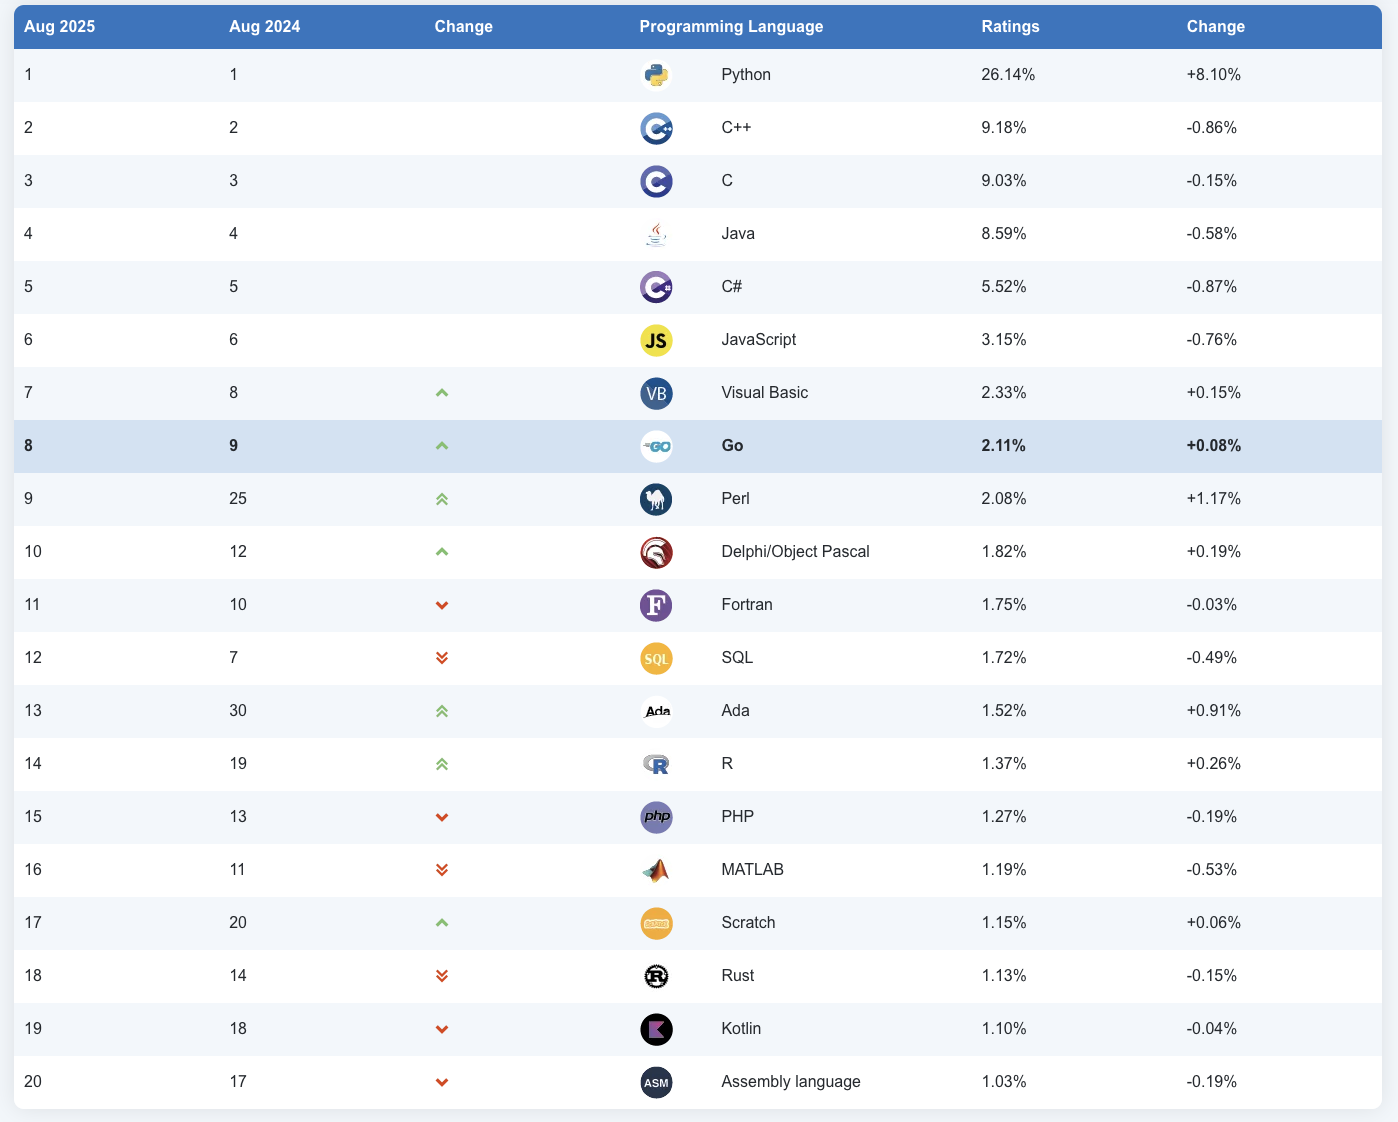 Aug 2025 Aug 2024 Change Programming Language Ratings Change
1 1 Python 26.14% +8.10%
2 2 C++ 9.18% -0.86%
3 3 C 9.03% -0.15%
4 4 Java 8.59% -0.58%
5 5 C# 5.52% -0.87%
6 6 JS JavaScript 3.15% -0.76%
7 8 VB Visual Basic 2.33% +0.15%
8 9 GO Go 2.11% +0.08%
9 25 Perl 2.08% +1.17%
10 12 Delphi/Object Pascal 1.82% +0.19%
11 10 F Fortran 1.75% -0.03%
12 7 SQL SQL 1.72% -0.49%
13 30 Ada Ada 1.52% +0.91%
14 19 R R 1.37% +0.26%
15 13 php PHP 1.27% -0.19%
16 11 MATLAB 1.19% -0.53%
17 20 Scratch 1.15% +0.06%
18 14 R Rust 1.13% -0.15%
19 18 Kotlin 1.10% -0.04%
20 17 ASM Assembly language 1.03% -0.19%